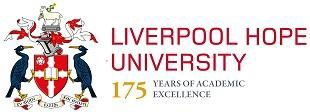 LIVERPOOL HOPE
UNIVERSITY
175 YEARS OF ACADEMIC
EXCELLENCE